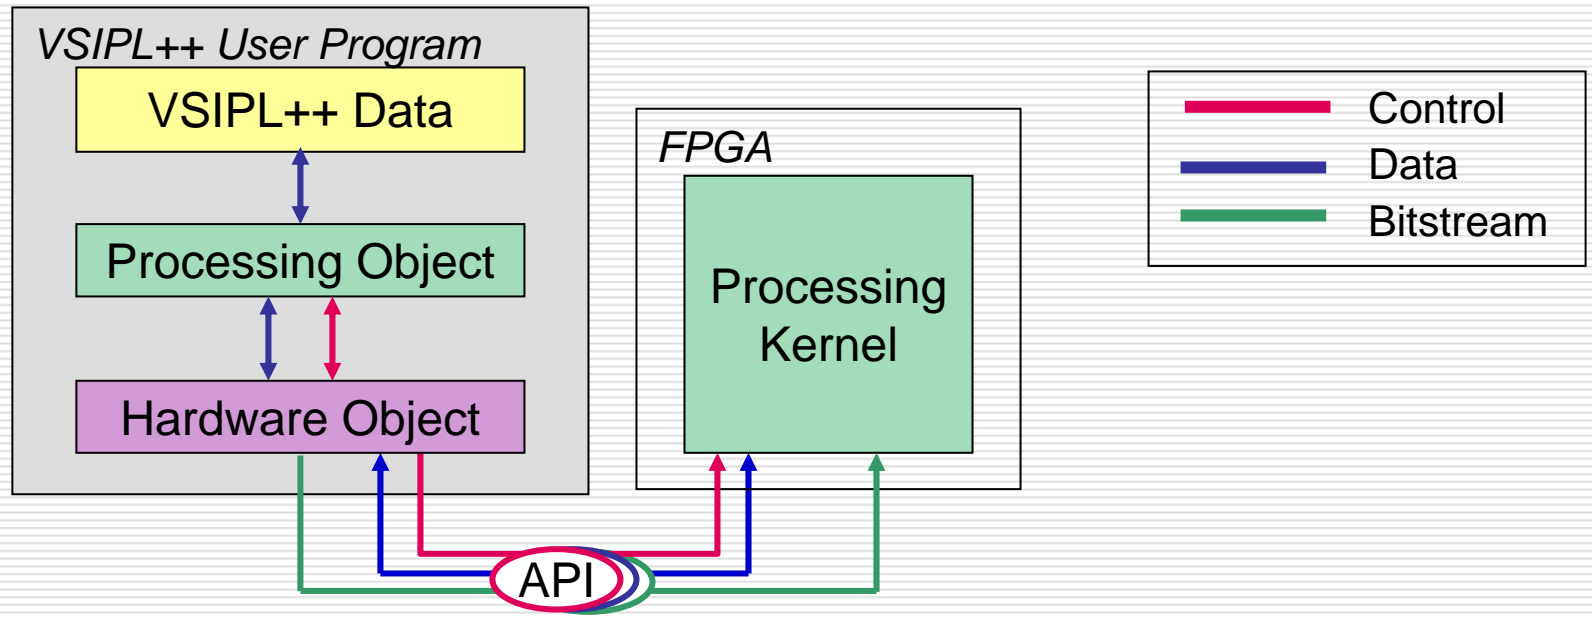 VSIPL++ User Program
VSIPL++ Data
Processing Object
Hardware Object
FPGA
Processing
Kernel
API
Control
Data
Bitstream